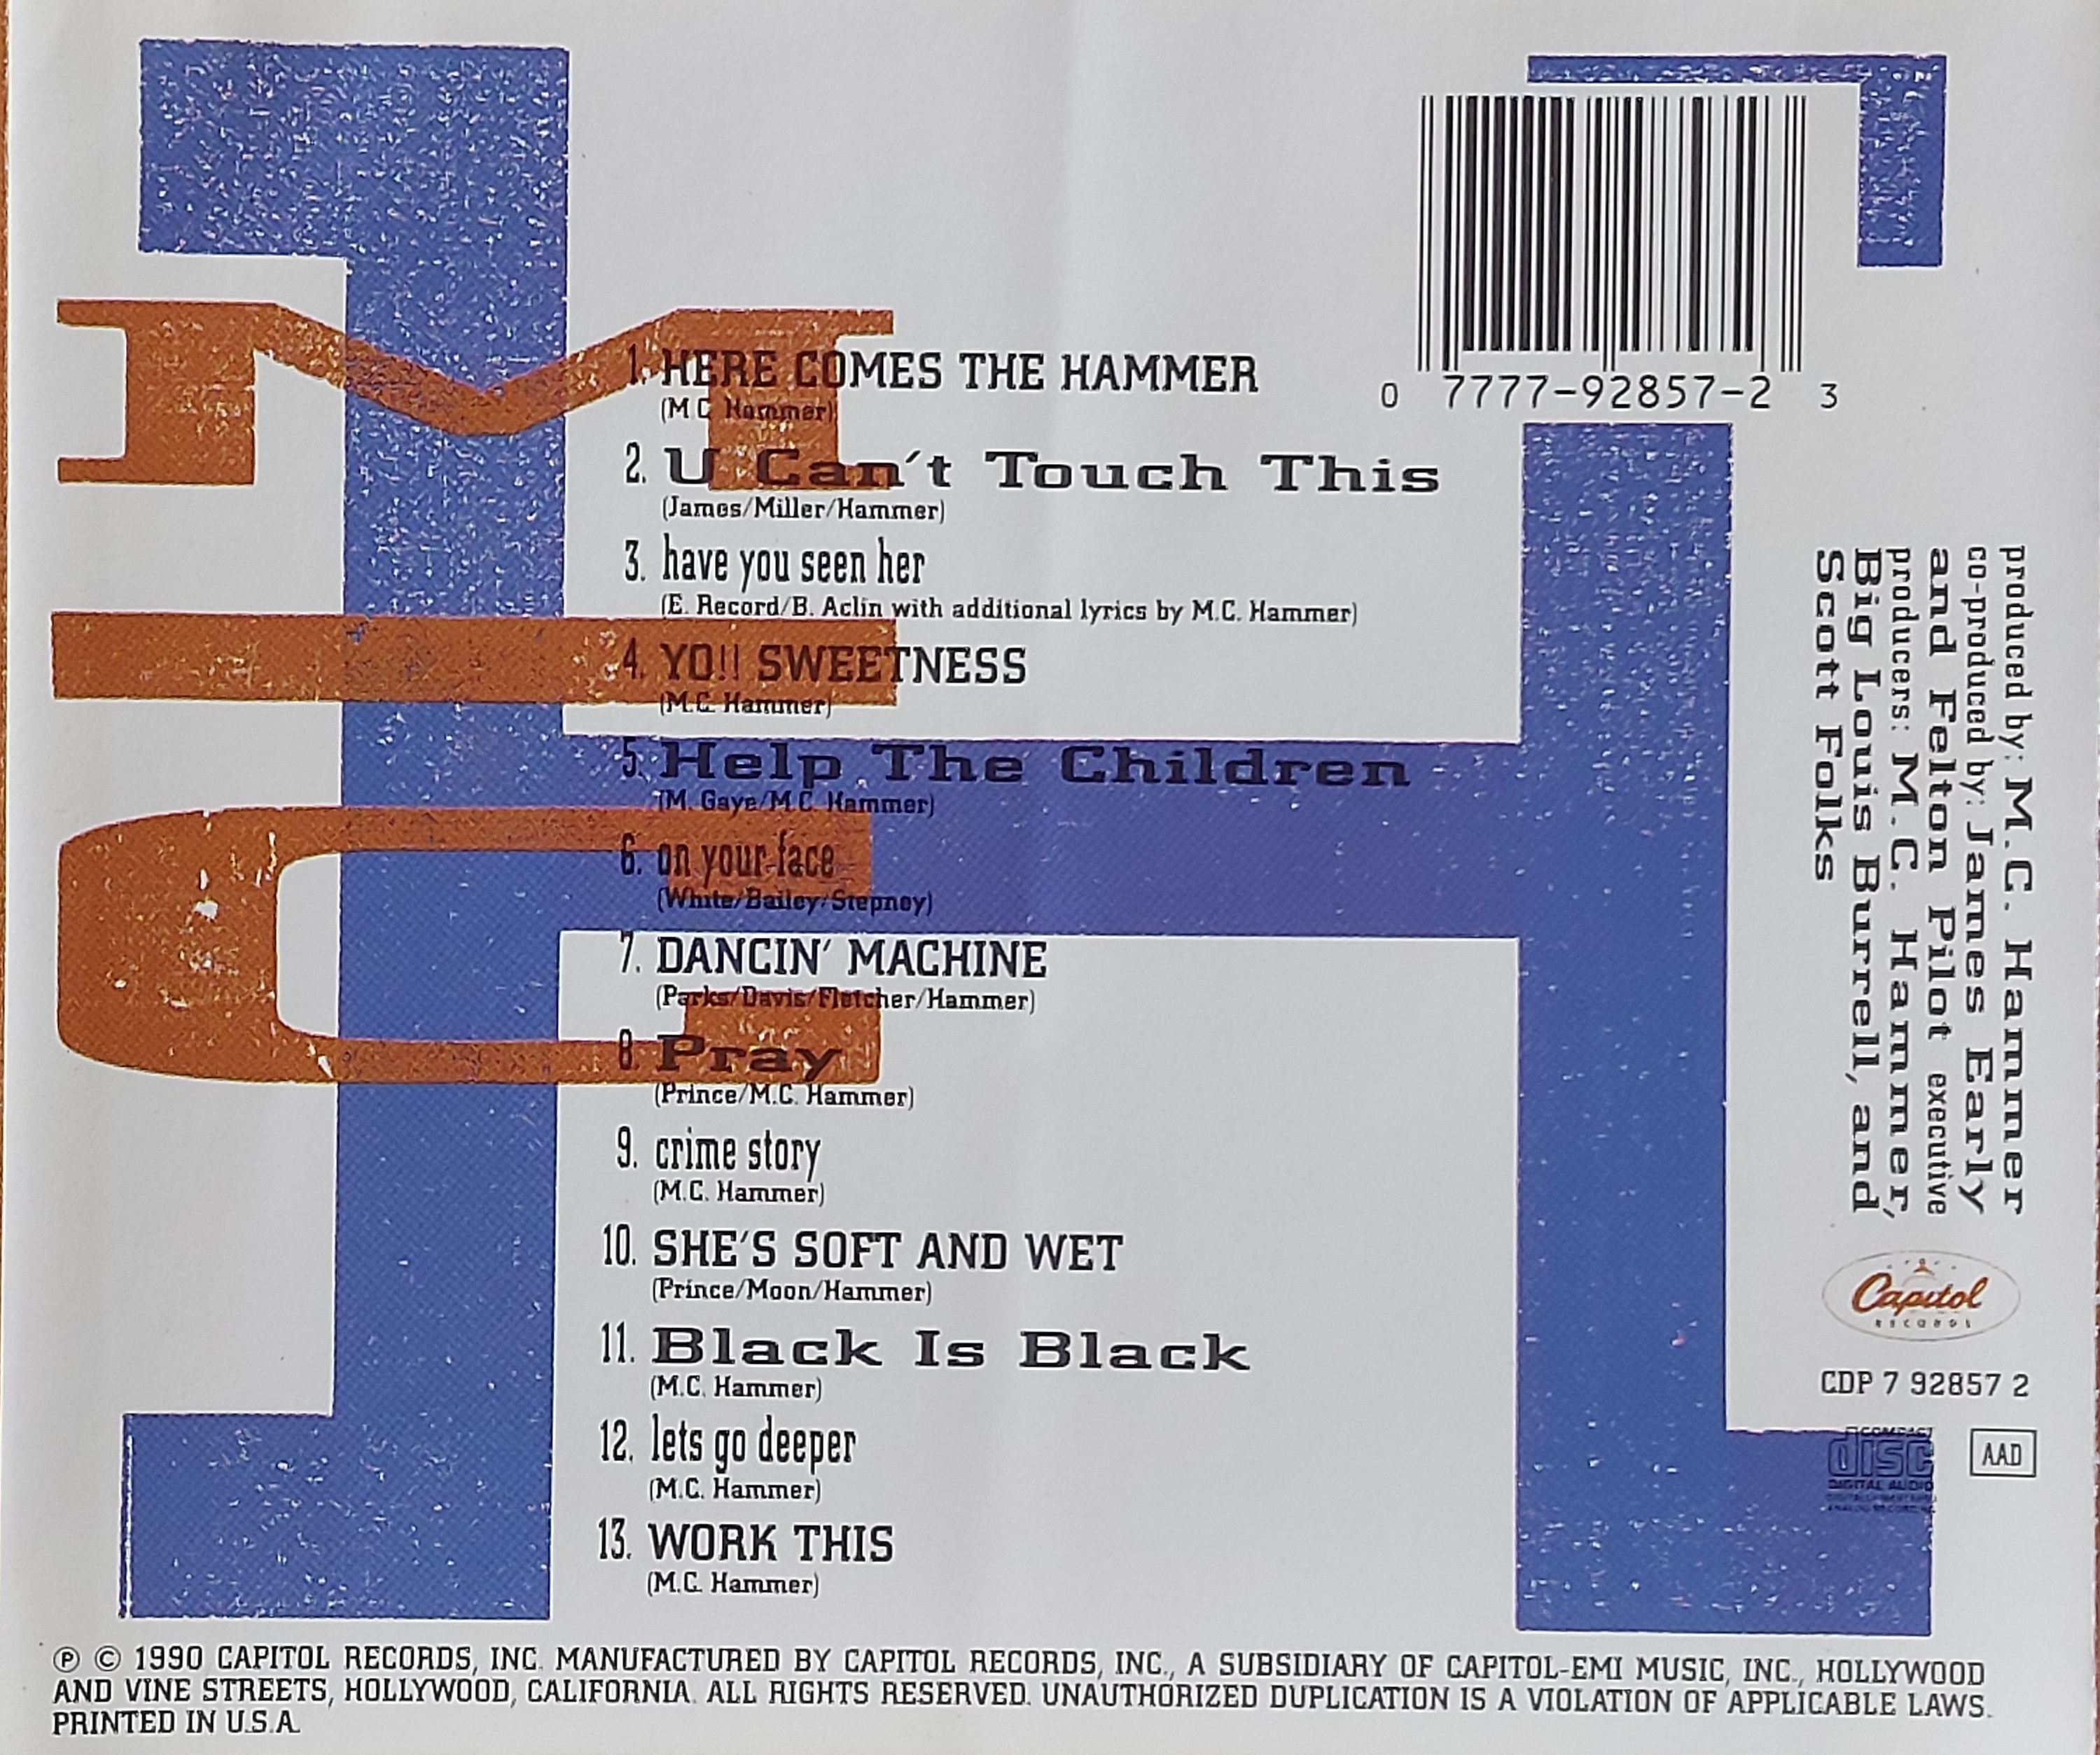 0 7777-92857-2 3
1. HERE COMES THE HAMMER
(M.C. Hammer)
2. U Can't Touch This
(James/Miller/Hammer)
3. have you seen her
(E. Record/B. Aclin with additional lyrics by M.C. Hammer)
4. YO!! SWEETNESS
(M.C. Hammer)
5. Help The Children
(M. Gaye/M.C. Hammer)
6. on your face
(White/Bailey/Stepney)
7. DANCIN' MACHINE
(Parks/Davis/Fletcher/Hammer)
8. Pray
(Prince/M.C. Hammer)
9. crime story
(M.C. Hammer)
10. SHE'S SOFT AND WET
(Prince/Moon/Hammer)
11. Black Is Black
(M.C. Hammer)
12. lets go deeper
(M.C. Hammer)
13. WORK THIS
(M.C. Hammer)
M.C. H
produced by: M.C. Hammer
co-produced by: James Early
and Felton Pilot executive
producers: M.C. Hammer,
Big Louis Burrell, and
Scott Folks
Capitol
RECORDS
CDP 7 92857 2
COMPACT
disc
DIGITAL AUDIO
AAD
Ⓟ © 1990 CAPITOL RECORDS, INC. MANUFACTURED BY CAPITOL RECORDS, INC., A SUBSIDIARY OF CAPITOL-EMI MUSIC, INC., HOLLYWOOD
AND VINE STREETS, HOLLYWOOD, CALIFORNIA. ALL RIGHTS RESERVED. UNAUTHORIZED DUPLICATION IS A VIOLATION OF APPLICABLE LAWS.
PRINTED IN U.S.A.